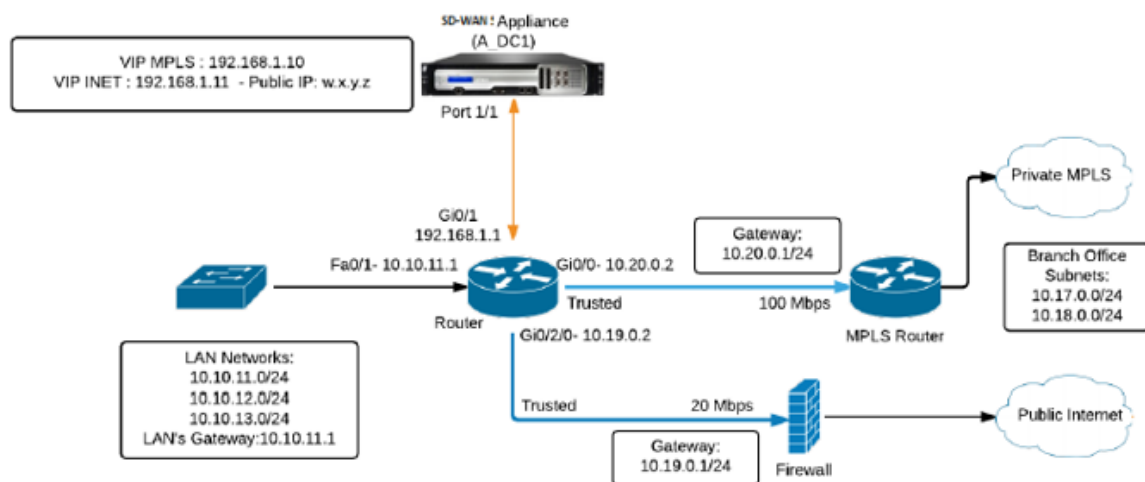 SD-WAN! Appliance
(A_DC1)
VIP MPLS : 192.168.1.10
VIP INET : 192.168.1.11 - Public IP: w.x.y.z
Port 1/1
Private MPLS
Gi0/1
192.168.1.1
Gateway:
10.20.0.1/24
Fa0/1- 10.10.11.1
Gi0/0- 10.20.0.2
Branch Office
Subnets:
10.17.0.0/24
10.18.0.0/24
Trusted
100 Mbps
Router
MPLS Router
Gi0/2/0- 10.19.0.2
LAN Networks:
10.10.11.0/24
10.10.12.0/24
10.10.13.0/24
LAN's Gateway:10.10.11.1
Trusted
20 Mbps
Public Internet
Gateway:
10.19.0.1/24
Firewall